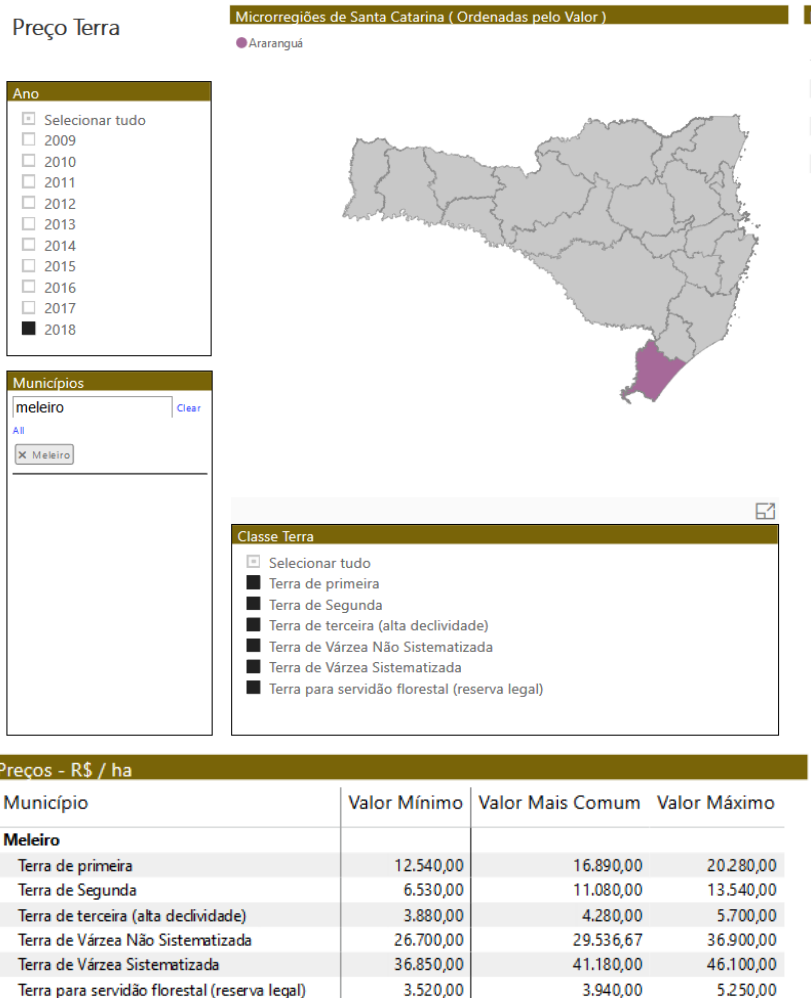 Preço Terra
Microrregiões de Santa Catarina ( Ordenadas pelo Valor )
Araranguá
Ano
Selecionar tudo
2009
2010
2011
2012
2013
2014
2015
2016
2017
2018
Municípios
meleiro Clear
All
× Meleiro
Classe Terra
Selecionar tudo
Terra de primeira
Terra de Segunda
Terra de terceira (alta declividade)
Terra de Várzea Não Sistematizada
Terra de Várzea Sistematizada
Terra para servidão florestal (reserva legal)
Preços - R$ / ha
Município Valor Mínimo Valor Mais Comum Valor Máximo
Meleiro
Terra de primeira 12.540,00 16.890,00 20.280,00
Terra de Segunda 6.530,00 11.080,00 13.540,00
Terra de terceira (alta declividade) 3.880,00 4.280,00 5.700,00
Terra de Várzea Não Sistematizada 26.700,00 29.536,67 36.900,00
Terra de Várzea Sistematizada 36.850,00 41.180,00 46.100,00
Terra para servidão florestal (reserva legal) 3.520,00 3.940,00 5.250,00